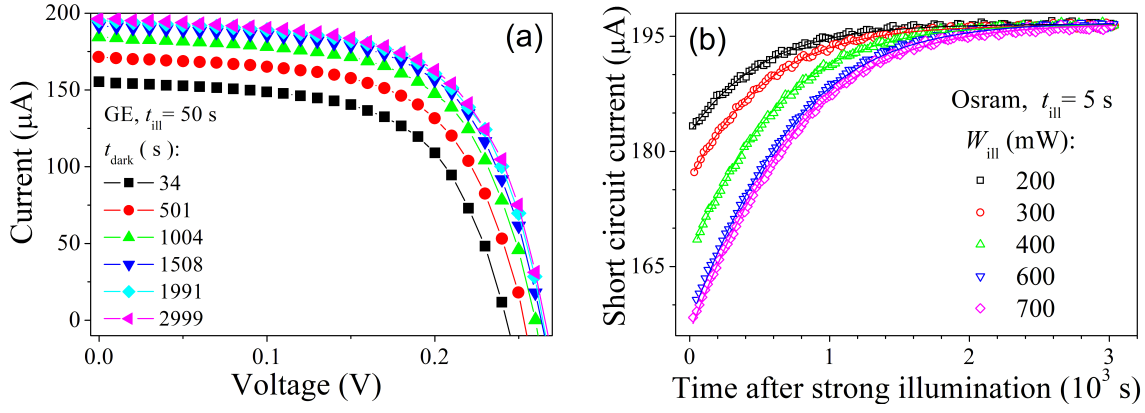 (a)
Current (μA)
200
150
100
50
0
GE, t_ill = 50 s
t_dark ( s ):
34
501
1004
1508
1991
2999
0.0
0.1
0.2
Voltage (V)
(b)
Short circuit current (μA)
195
180
165
Osram, t_ill = 5 s
W_ill (mW):
200
300
400
600
700
0
1
2
3
Time after strong illumination (10³ s)